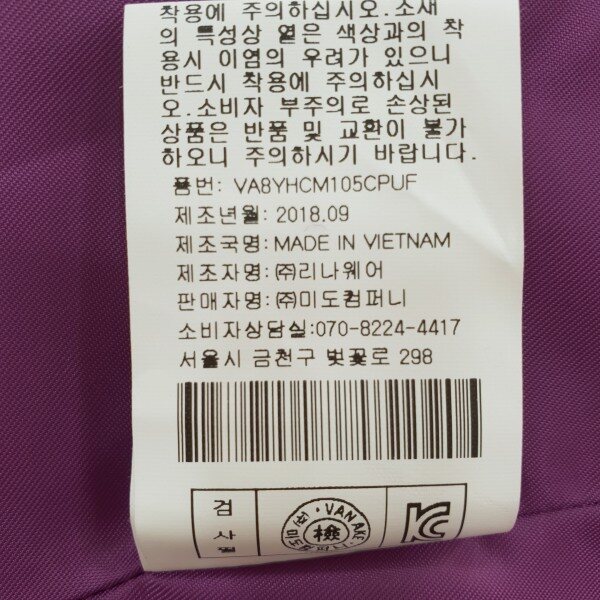 착용에 주의하십시오.소새
의 특성상 옅은 색상과의 착
용시 이염의 우려가 있으니
반드시 착용에 주의하십시
오.소비자 부주의로 손상된
상품은 반품 및 교환이 불가
하오니 주의하시기 바랍니다.
품번: VA8YHCM105CPUF
제조년월: 2018.09
제조국명:MADE IN VIETNAM
제조자명:㈜리나웨어
판매자명:㈜미도컴퍼니
소비자상담실:070-8224-4417
서울시 금천구 벚꽃로 298
검
사
필
VAN AKE
檢
KC